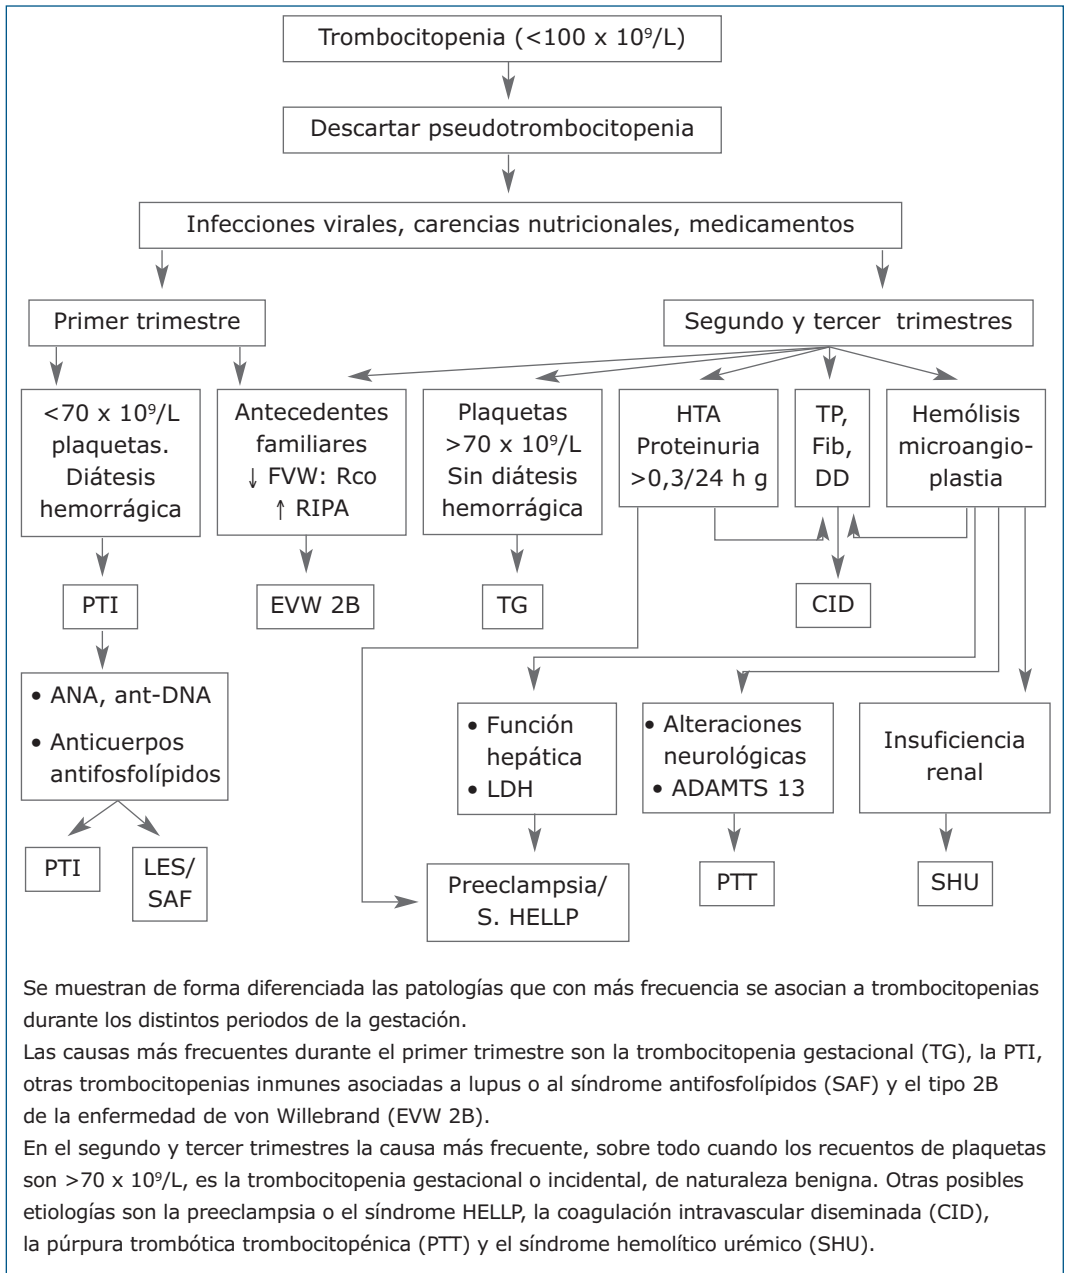 Trombocitopenia (<100 x 10⁹/L)
Descartar pseudotrombocitopenia
Infecciones virales, carencias nutricionales, medicamentos
Primer trimestre
Segundo y tercer trimestres
<70 x 10⁹/L
plaquetas.
Diátesis
hemorrágica
Antecedentes
familiares
↓ FVW: Rco
↑ RIPA
Plaquetas
>70 x 10⁹/L
Sin diátesis
hemorrágica
HTA
Proteinuria
>0,3/24 h g
TP,
Fib,
DD
Hemólisis
microangio-
plastia
PTI
EVW 2B
TG
CID
• ANA, ant-DNA
• Anticuerpos
antifosfolípidos
• Función
hepática
• LDH
• Alteraciones
neurológicas
• ADAMTS 13
Insuficiencia
renal
PTI
LES/
SAF
Preeclampsia/
S. HELLP
PTT
SHU
Se muestran de forma diferenciada las patologías que con más frecuencia se asocian a trombocitopenias
durante los distintos periodos de la gestación.
Las causas más frecuentes durante el primer trimestre son la trombocitopenia gestacional (TG), la PTI,
otras trombocitopenias inmunes asociadas a lupus o al síndrome antifosfolípidos (SAF) y el tipo 2B
de la enfermedad de von Willebrand (EVW 2B).
En el segundo y tercer trimestres la causa más frecuente, sobre todo cuando los recuentos de plaquetas
son >70 x 10⁹/L, es la trombocitopenia gestacional o incidental, de naturaleza benigna. Otras posibles
etiologías son la preeclampsia o el síndrome HELLP, la coagulación intravascular diseminada (CID),
la púrpura trombótica trombocitopénica (PTT) y el síndrome hemolítico urémico (SHU).